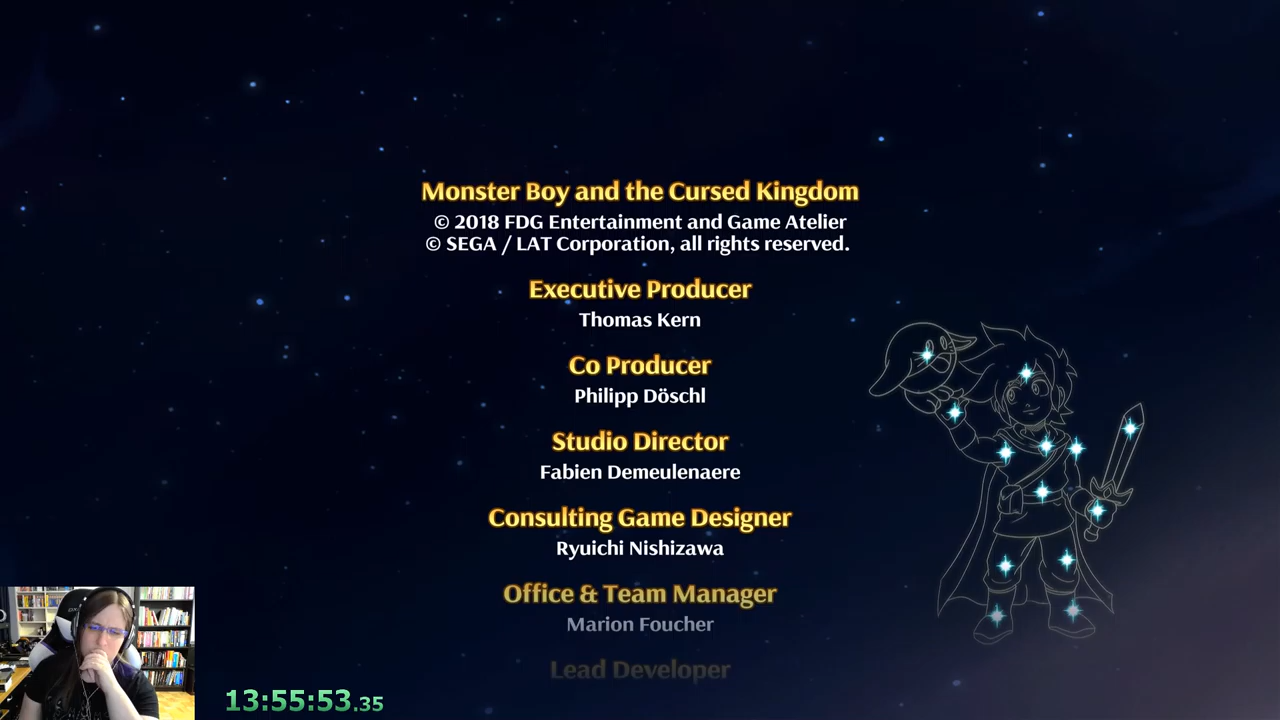 Monster Boy and the Cursed Kingdom
© 2018 FDG Entertainment and Game Atelier
© SEGA / LAT Corporation, all rights reserved.
Executive Producer
Thomas Kern
Co Producer
Philipp Döschl
Studio Director
Fabien Demeulenaere
Consulting Game Designer
Ryuichi Nishizawa
Office & Team Manager
Marion Foucher
Lead Developer
13:55:53.35